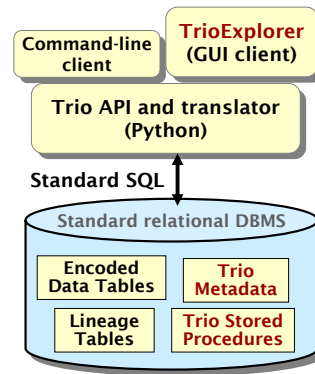 Command-line
client
TrioExplorer
(GUI client)
Trio API and translator
(Python)
Standard SQL
Standard relational DBMS
Encoded
Data Tables
Trio
Metadata
Lineage
Tables
Trio Stored
Procedures